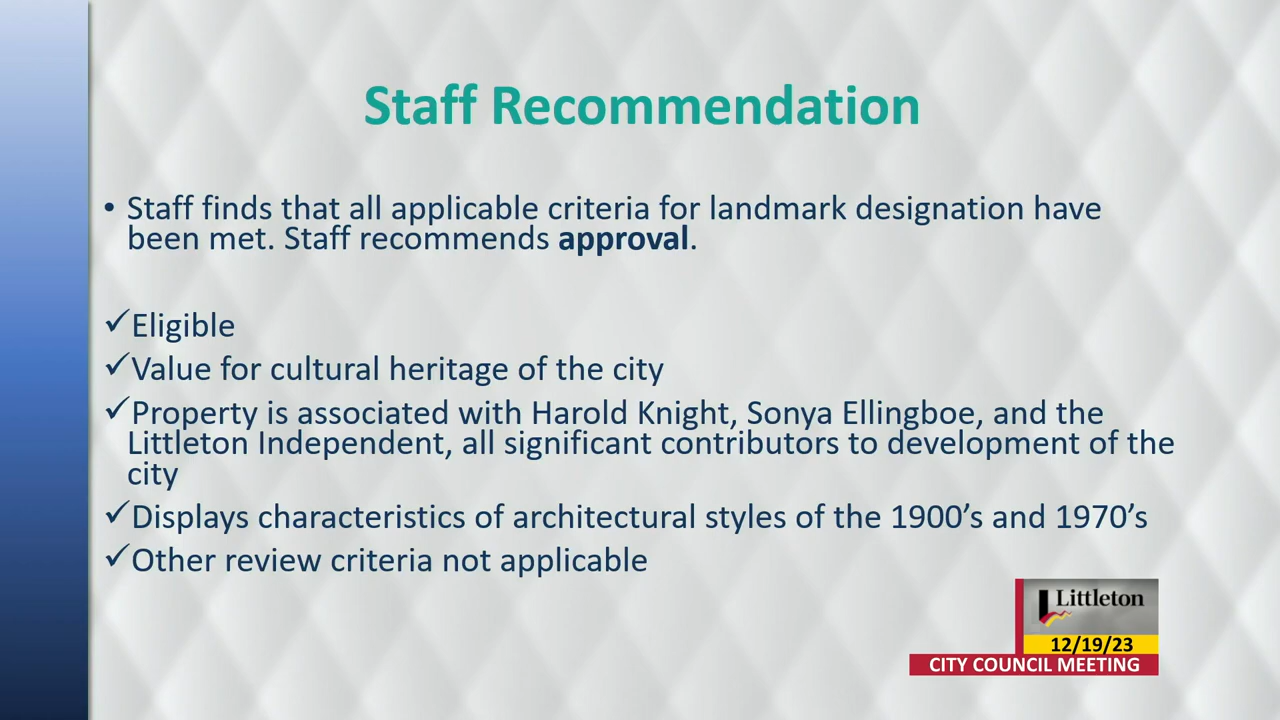 Staff Recommendation
• Staff finds that all applicable criteria for landmark designation have
been met. Staff recommends approval.
✓Eligible
✓Value for cultural heritage of the city
✓Property is associated with Harold Knight, Sonya Ellingboe, and the
Littleton Independent, all significant contributors to development of the
city
✓Displays characteristics of architectural styles of the 1900’s and 1970’s
✓Other review criteria not applicable
Littleton
12/19/23
CITY COUNCIL MEETING